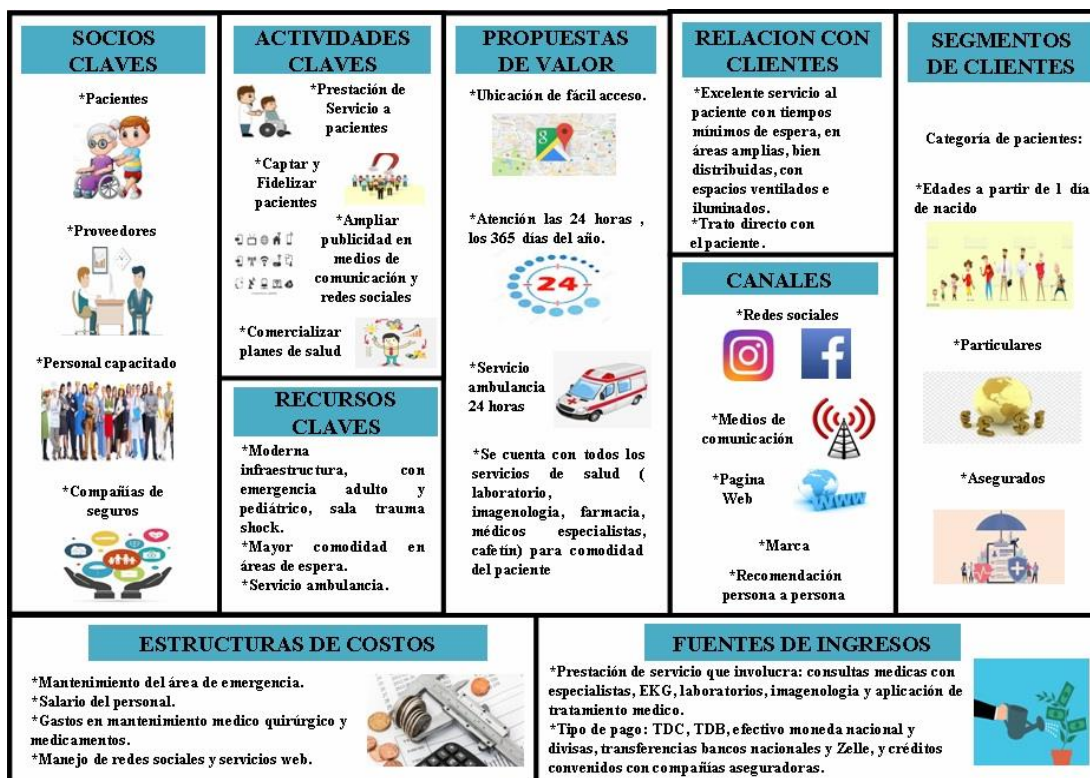 SOCIOS
CLAVES
*Pacientes
*Proveedores
*Personal capacitado
*Compañías de
seguros
ACTIVIDADES
CLAVES
*Prestación de
Servicio a
pacientes
*Captar y
Fidelizar
pacientes
*Ampliar
publicidad en
medios de
comunicación y
redes sociales
*Comercializar
planes de salud
RECURSOS
CLAVES
*Moderna
infraestructura, con
emergencia adulto y
pediátrico, sala trauma
shock.
*Mayor comodidad en
áreas de espera.
*Servicio ambulancia.
PROPUESTAS
DE VALOR
*Ubicación de fácil acceso.
*Atención las 24 horas ,
los 365 días del año.
24
*Servicio
ambulancia
24 horas
*Se cuenta con todos los
servicios de salud (
laboratorio,
imagenologia, farmacia,
médicos especialistas,
cafetín) para comodidad
del paciente
RELACION CON
CLIENTES
*Excelente servicio al
paciente con tiempos
mínimos de espera, en
áreas amplias, bien
distribuidas, con
espacios ventilados e
iluminados.
*Trato directo con
el paciente.
CANALES
*Redes sociales
*Medios de
comunicación
*Pagina
Web
WWW
*Marca
*Recomendación
persona a persona
SEGMENTOS
DE CLIENTES
Categoría de pacientes:
*Edades a partir de 1 día
de nacido
*Particulares
*Asegurados
ESTRUCTURAS DE COSTOS
*Mantenimiento del área de emergencia.
*Salario del personal.
*Gastos en mantenimiento medico quirúrgico y
medicamentos.
*Manejo de redes sociales y servicios web.
FUENTES DE INGRESOS
*Prestación de servicio que involucra: consultas medicas con
especialistas, EKG, laboratorios, imagenologia y aplicación de
tratamiento medico.
*Tipo de pago: TDC, TDB, efectivo moneda nacional y
divisas, transferencias bancos nacionales y Zelle, y créditos
convenidos con compañías aseguradoras.